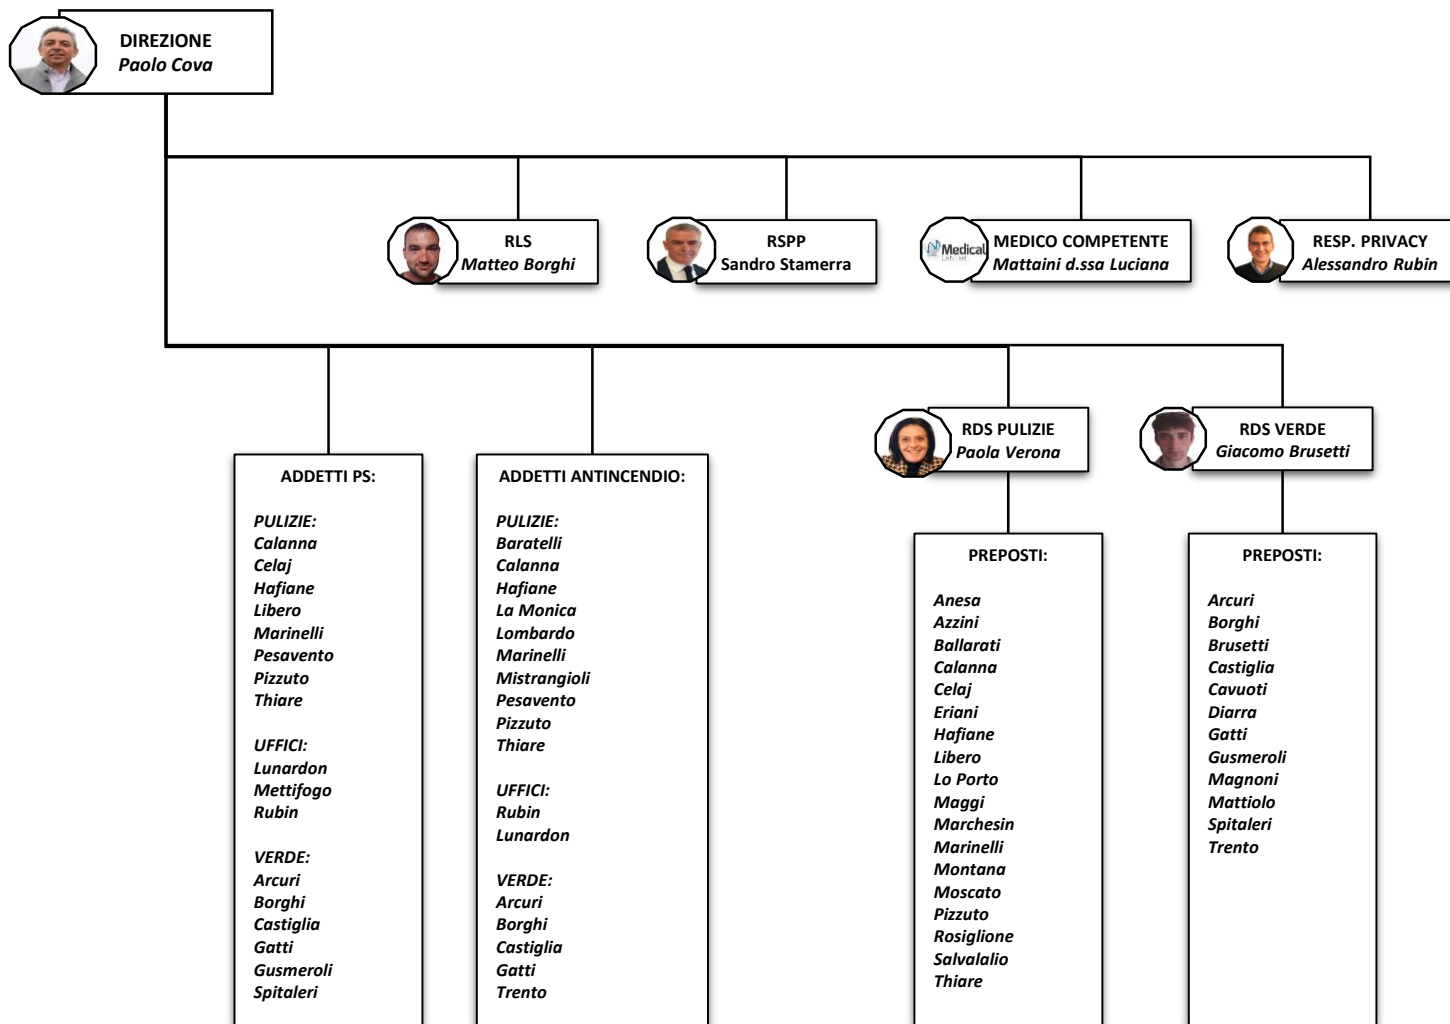 DIREZIONE
Paolo Cova
RLS
Matteo Borghi
RSPP
Sandro Stamerra
Medical
CENTER
MEDICO COMPETENTE
Mattaini d.ssa Luciana
RESP. PRIVACY
Alessandro Rubin
RDS PULIZIE
Paola Verona
RDS VERDE
Giacomo Brusetti
ADDETTI PS:
PULIZIE:
Calanna
Celaj
Hafiane
Libero
Marinelli
Pesavento
Pizzuto
Thiare
UFFICI:
Lunardon
Mettifogo
Rubin
VERDE:
Arcuri
Borghi
Castiglia
Gatti
Gusmeroli
Spitaleri
ADDETTI ANTINCENDIO:
PULIZIE:
Baratelli
Calanna
Hafiane
La Monica
Lombardo
Marinelli
Mistrangioli
Pesavento
Pizzuto
Thiare
UFFICI:
Rubin
Lunardon
VERDE:
Arcuri
Borghi
Castiglia
Gatti
Trento
PREPOSTI:
Anesa
Azzini
Ballarati
Calanna
Celaj
Eriani
Hafiane
Libero
Lo Porto
Maggi
Marchesin
Marinelli
Montana
Moscato
Pizzuto
Rosiglione
Salvalalio
Thiare
PREPOSTI:
Arcuri
Borghi
Brusetti
Castiglia
Cavuoti
Diarra
Gatti
Gusmeroli
Magnoni
Mattiolo
Spitaleri
Trento